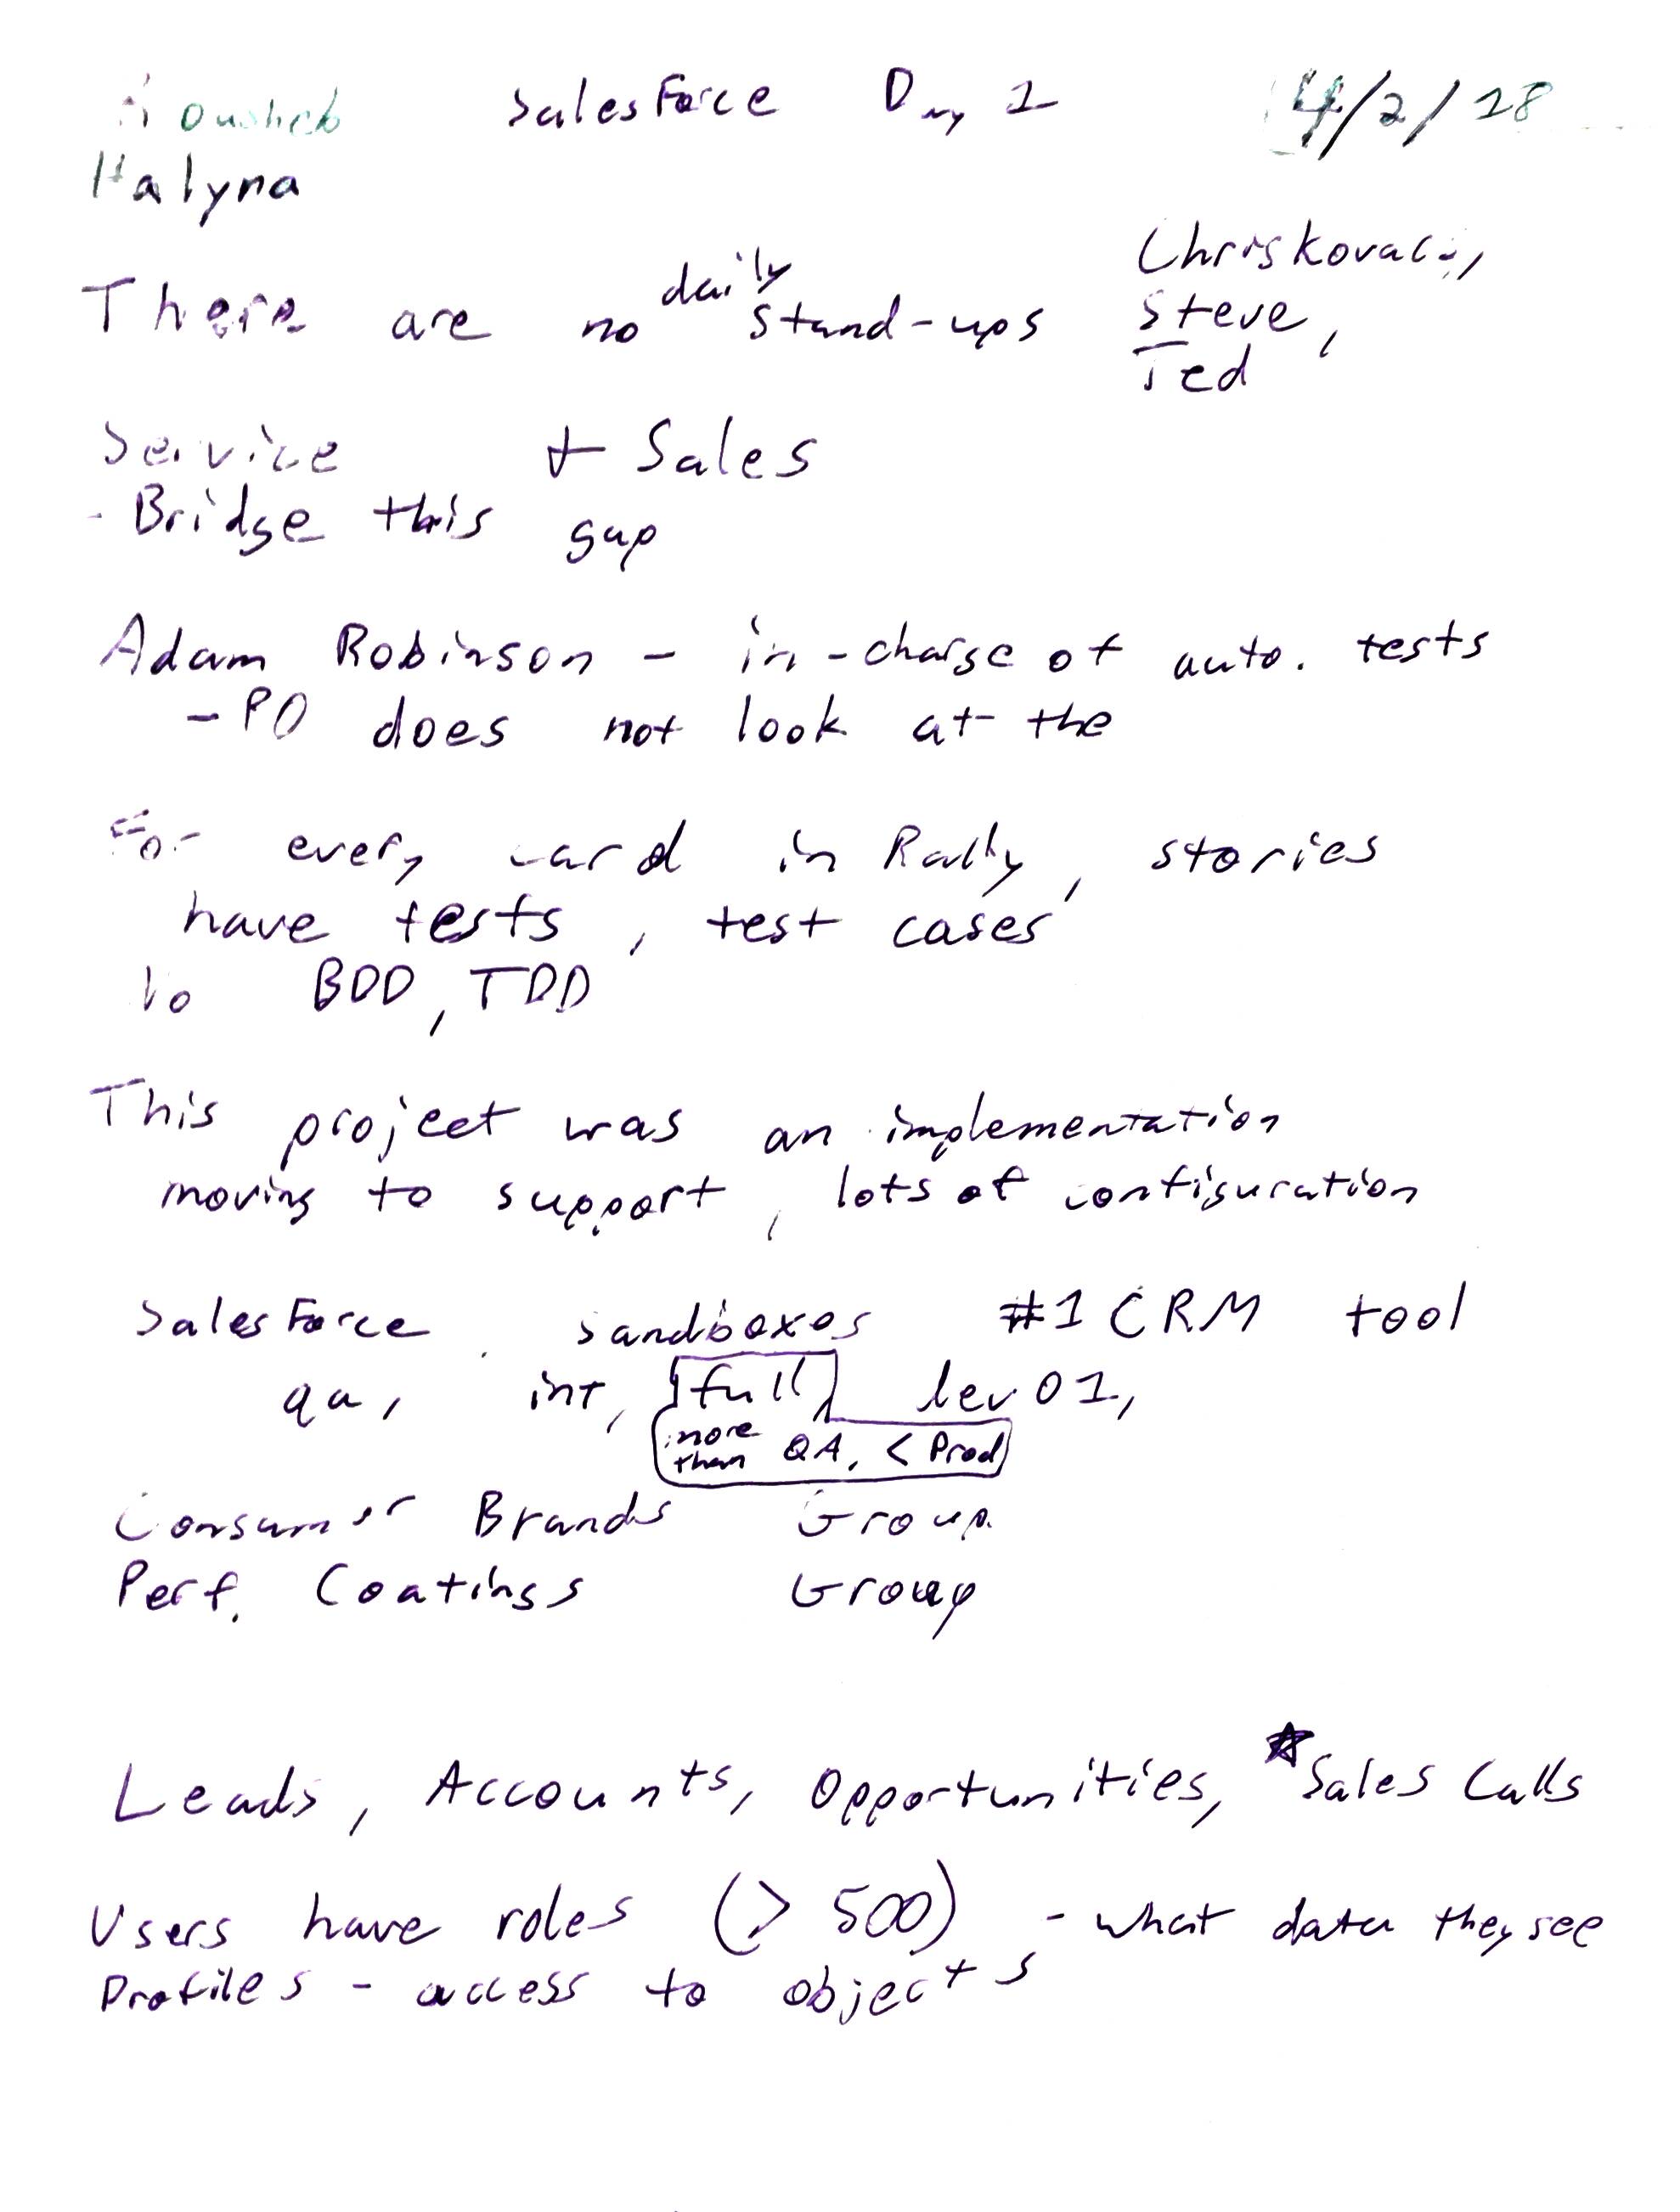 SalesForce Day 1 4/2/18
Halyna
There are no daily stand-ups
Chris Kovaci,
Steve,
Ted
Service + Sales
- Bridge this gap
Adam Robinson - in-charge of auto. tests
- PO does not look at the
For every card in Rally, stories
have tests, test cases
BDD, TDD
This project was an implementation
moving to support, lots of configuration
SalesForce sandboxes #1 CRM tool
qa, int, full, 01,
more
than QA, < Prod
Consumer Brands Group
Perf. Coatings Group
Leads, Accounts, Opportunities, *Sales Calls
Users have roles (> 500) - what data they see
Profiles - access to objects